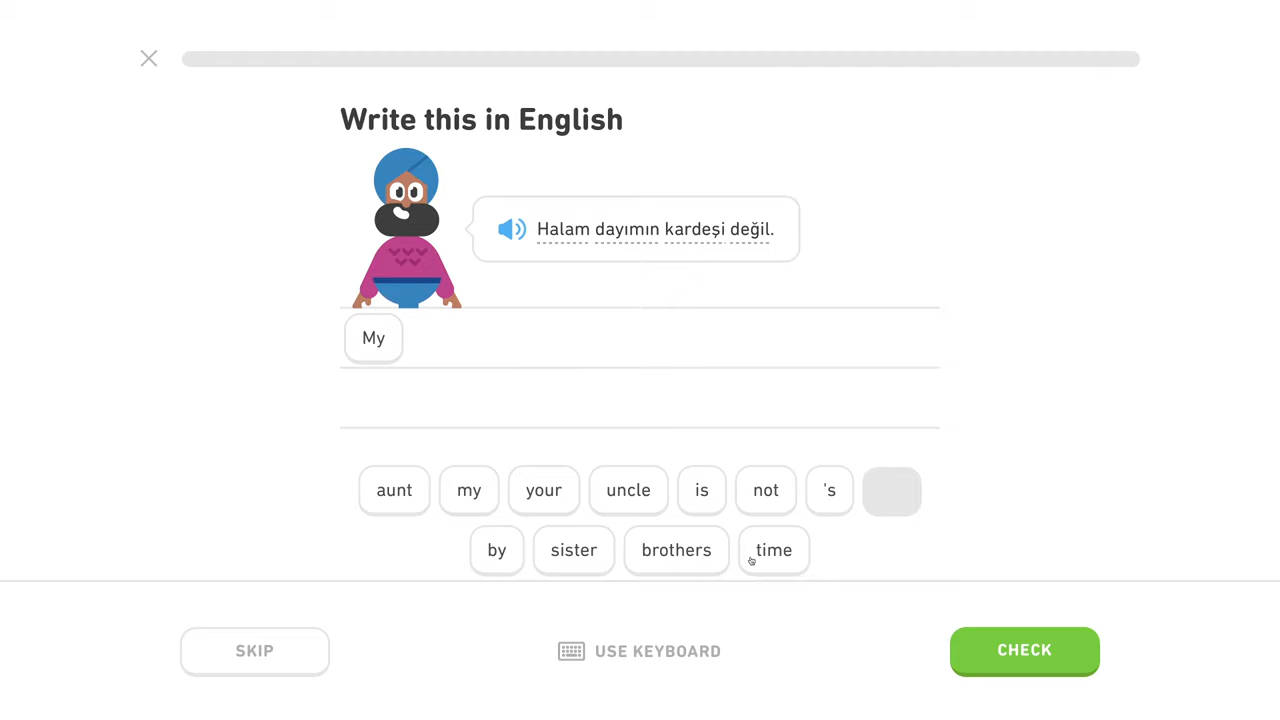 Write this in English
Halam dayımın kardeşi değil.
My
aunt my your uncle is not 's
by sister brothers time
SKIP USE KEYBOARD CHECK